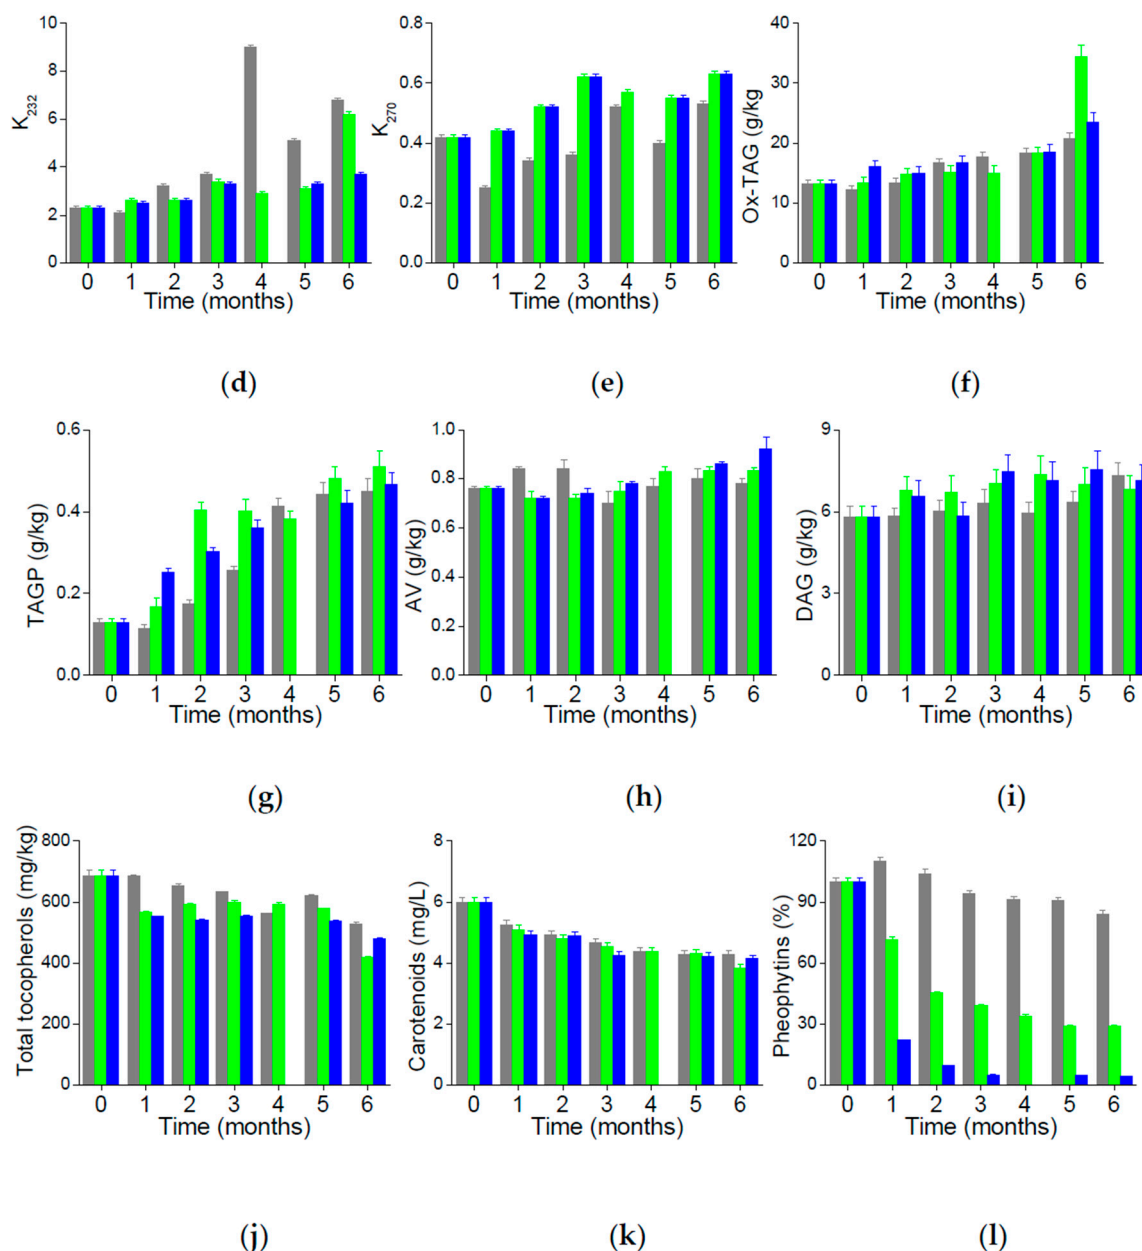 K232
10
8
6
4
2
0
0 1 2 3 4 5 6
Time (months)
(d)
K270
0.8
0.6
0.4
0.2
0.0
0 1 2 3 4 5 6
Time (months)
(e)
Ox-TAG (g/kg)
40
30
20
10
0
0 1 2 3 4 5 6
Time (months)
(f)
TAGP (g/kg)
0.6
0.4
0.2
0.0
0 1 2 3 4 5 6
Time (months)
(g)
AV (g/kg)
1.0
0.8
0.6
0.4
0.2
0.0
0 1 2 3 4 5 6
Time (months)
(h)
DAG (g/kg)
9
6
3
0
0 1 2 3 4 5 6
Time (months)
(i)
Total tocopherols (mg/kg)
800
600
400
200
0
0 1 2 3 4 5 6
Time (months)
(j)
Carotenoids (mg/L)
8
6
4
2
0
0 1 2 3 4 5 6
Time (months)
(k)
Pheophytins (%)
120
90
60
30
0
0 1 2 3 4 5 6
Time (months)
(l)